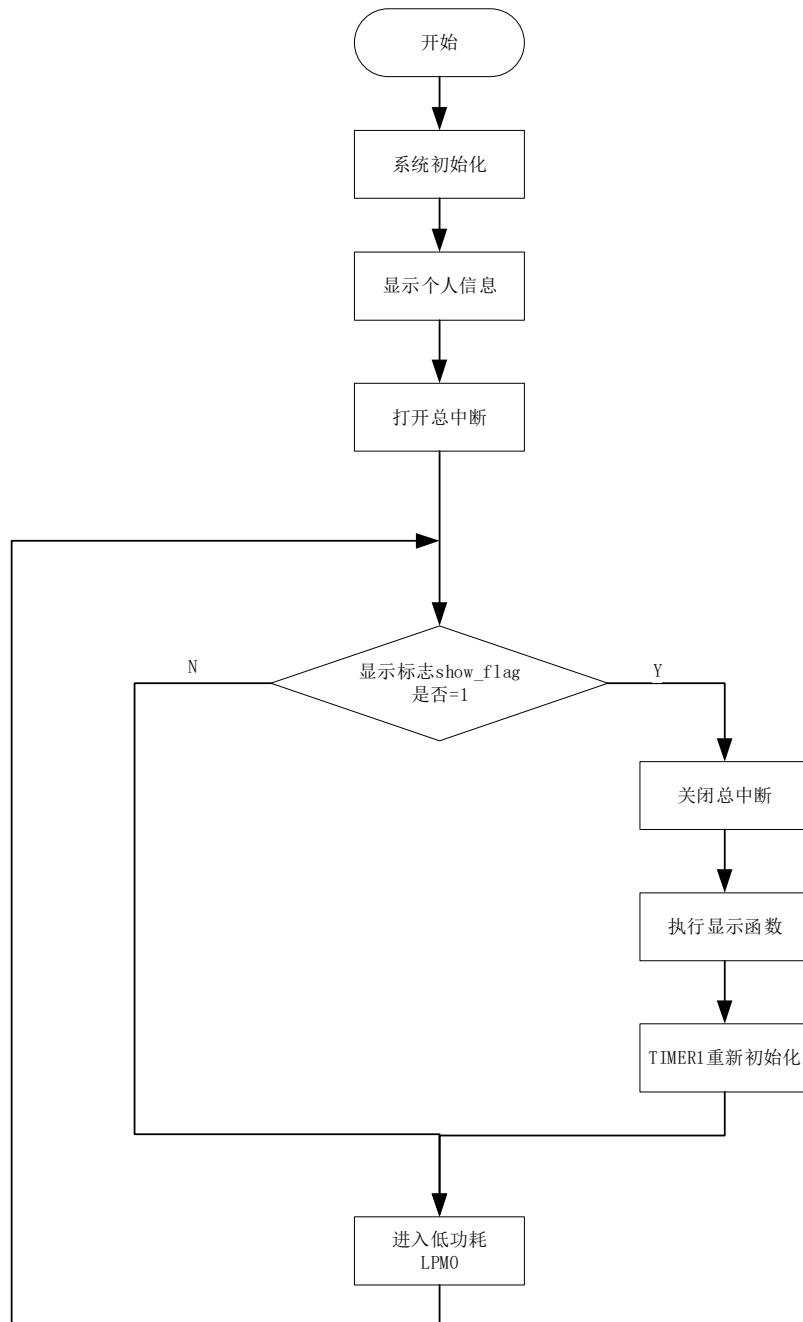 开始
系统初始化
显示个人信息
打开总中断
显示标志show_flag
是否=1
N
Y
关闭总中断
执行显示函数
TIMER1重新初始化
进入低功耗
LPM0